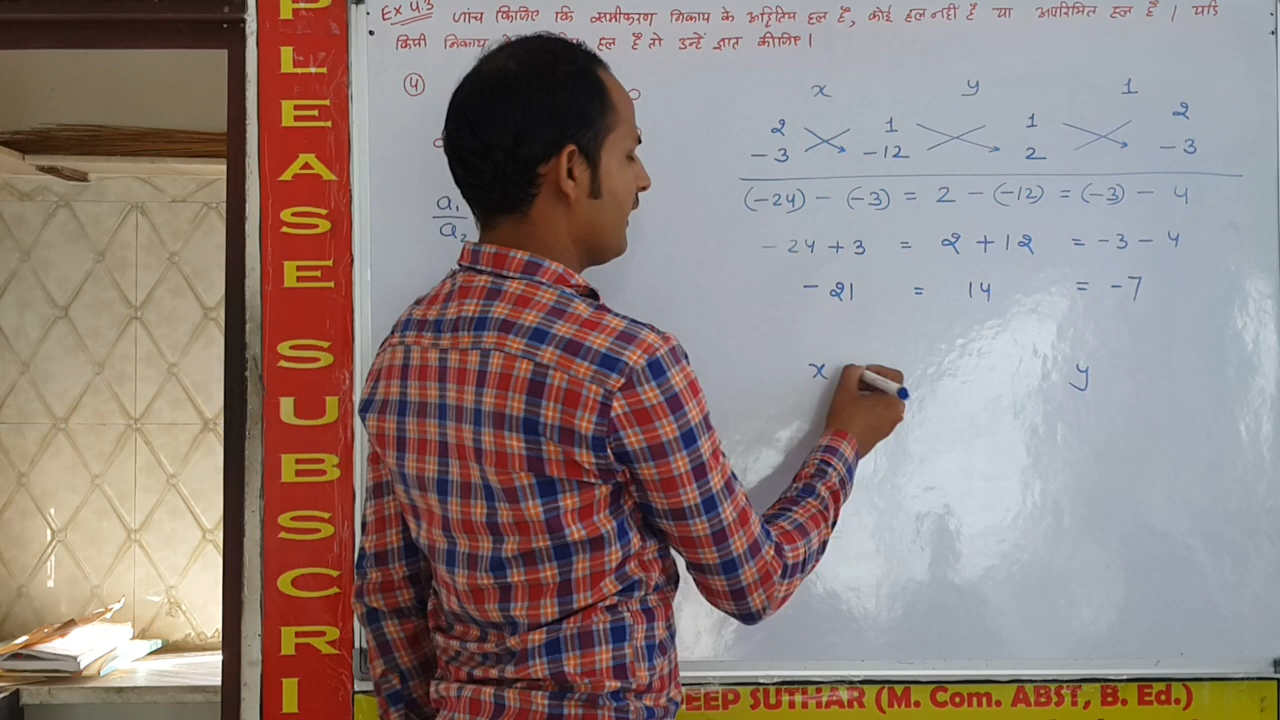 PLEASE SUBSCRI
Ex 4.3 जांच किजिए कि समीकरण निकाय के अद्वितिय हल है, कोई हल नहीं है या अपरिमित हल है । यदि
किसी निकाय हल है तो उन्हें ज्ञात कीजिए ।
4
x y 1
2 1 1 2
-3 -12 2 -3
(-24) - (-3) = 2 - (-12) = (-3) - 4
-24 + 3 = 2 + 12 = -3 - 4
-21 = 14 = -7
a₁
a₂
x y
EEP SUTHAR (M. Com. ABST, B. Ed.)